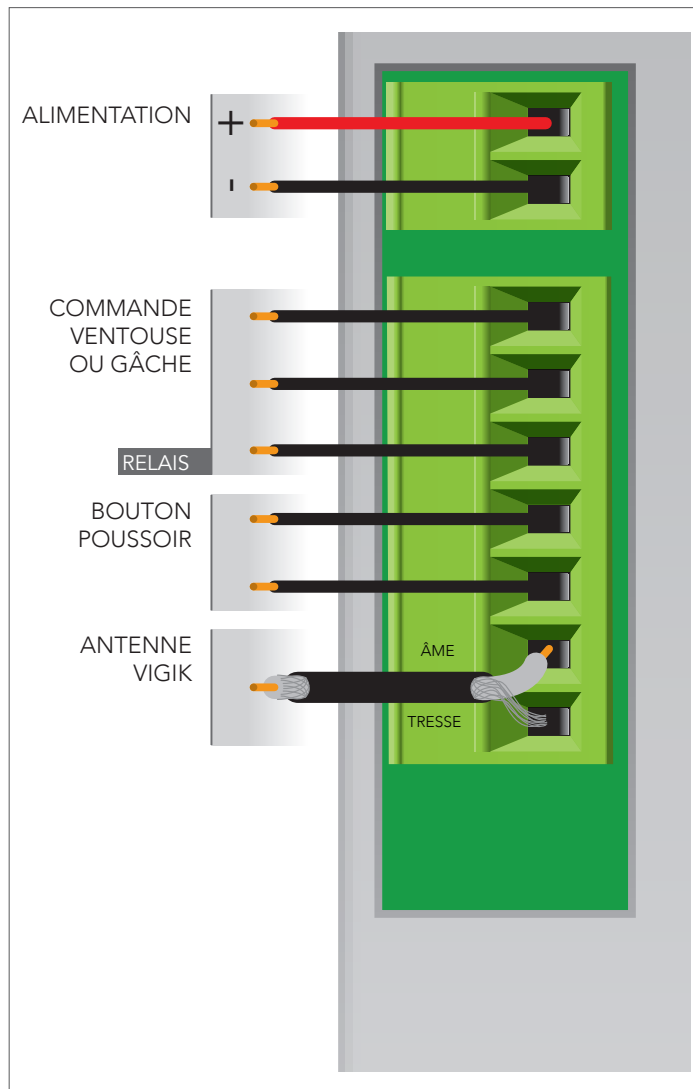 ALIMENTATION
+
-
COMMANDE
VENTOUSE
OU GÂCHE
RELAIS
BOUTON
POUSSOIR
ANTENNE
VIGIK
ÂME
TRESSE